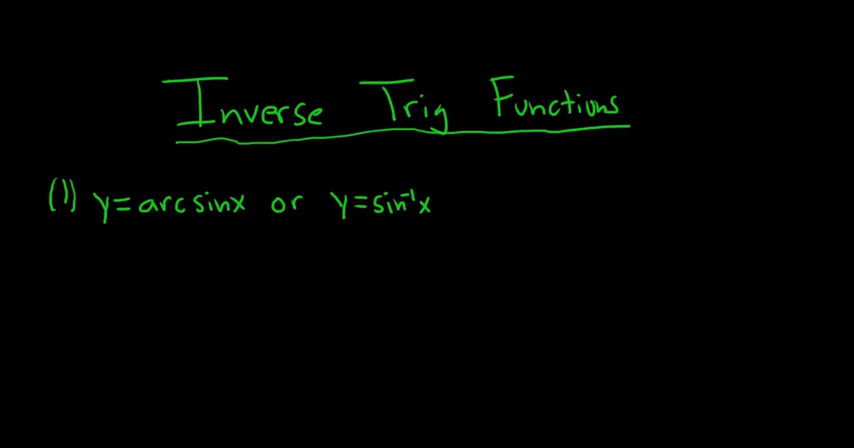 Inverse Trig Functions
(1) y=arcsinx or y=sin⁻¹x